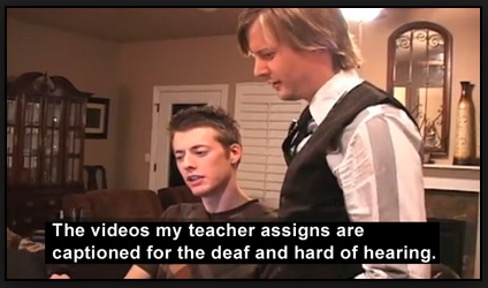 The videos my teacher assigns are
captioned for the deaf and hard of hearing.